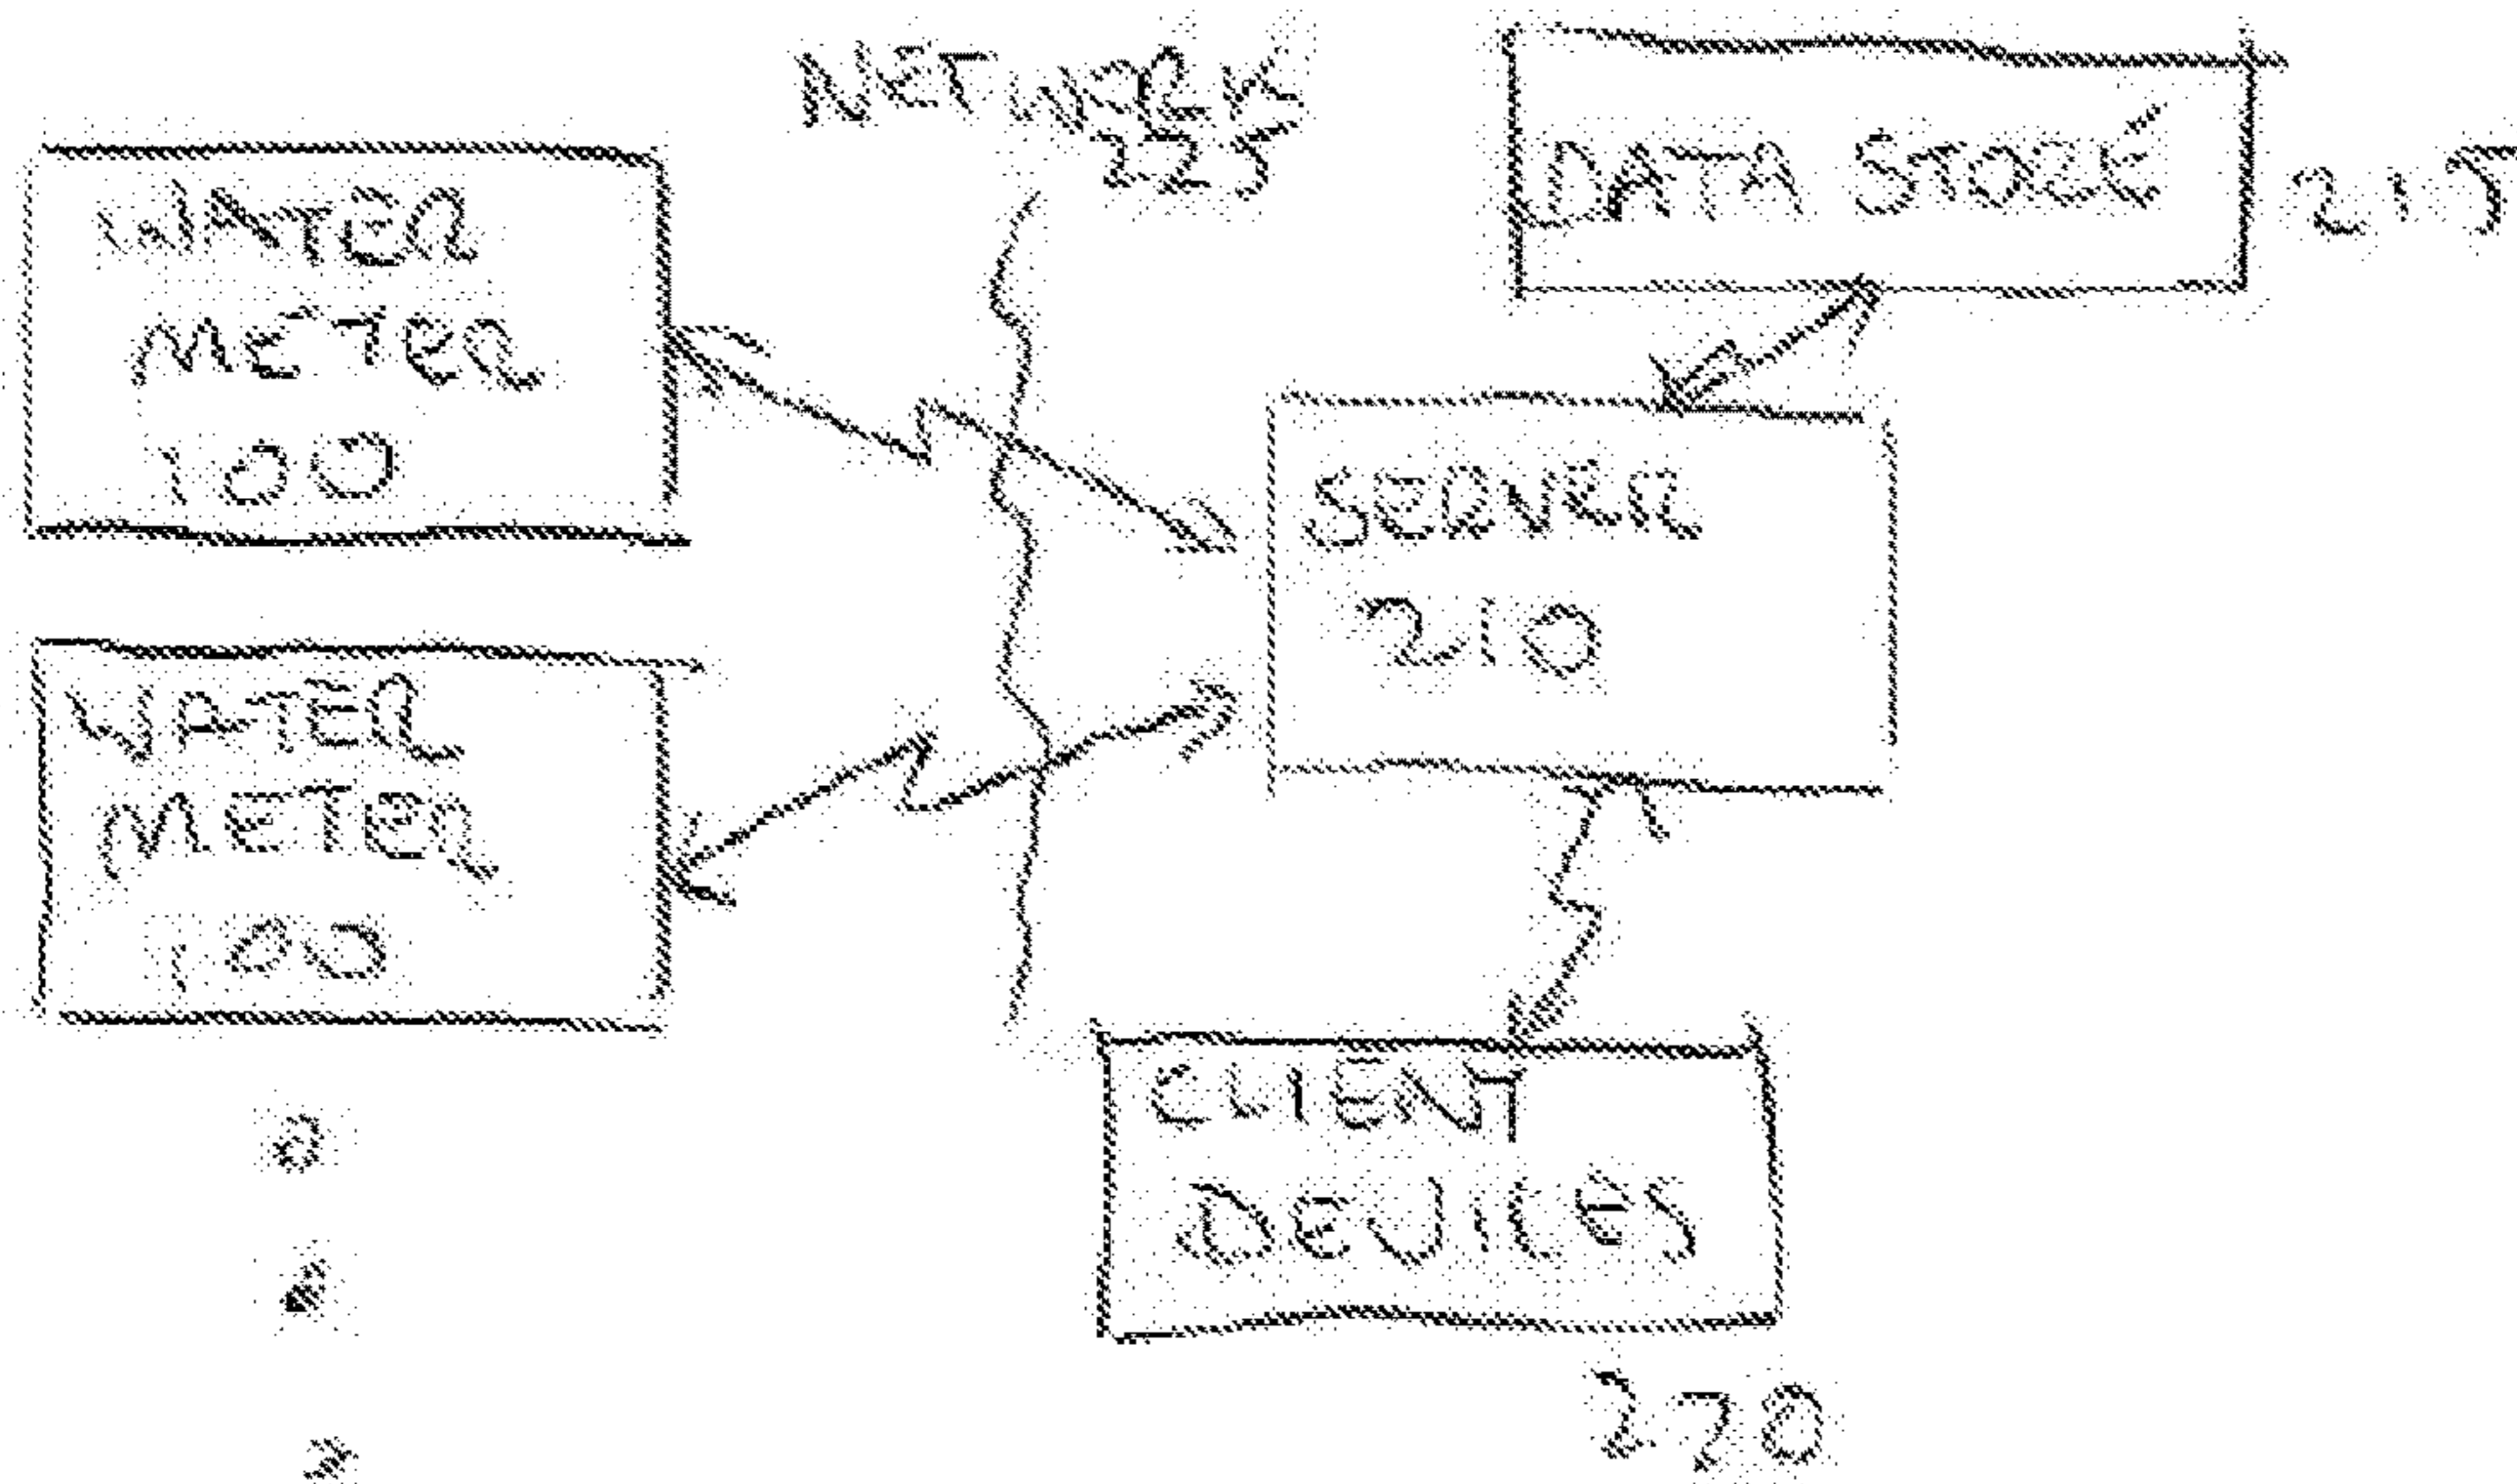 NETWORK
225
DATA STORE
215
WATER
METER
100
SERVER
210
WATER
METER
100
CLIENT
DEVICES
220